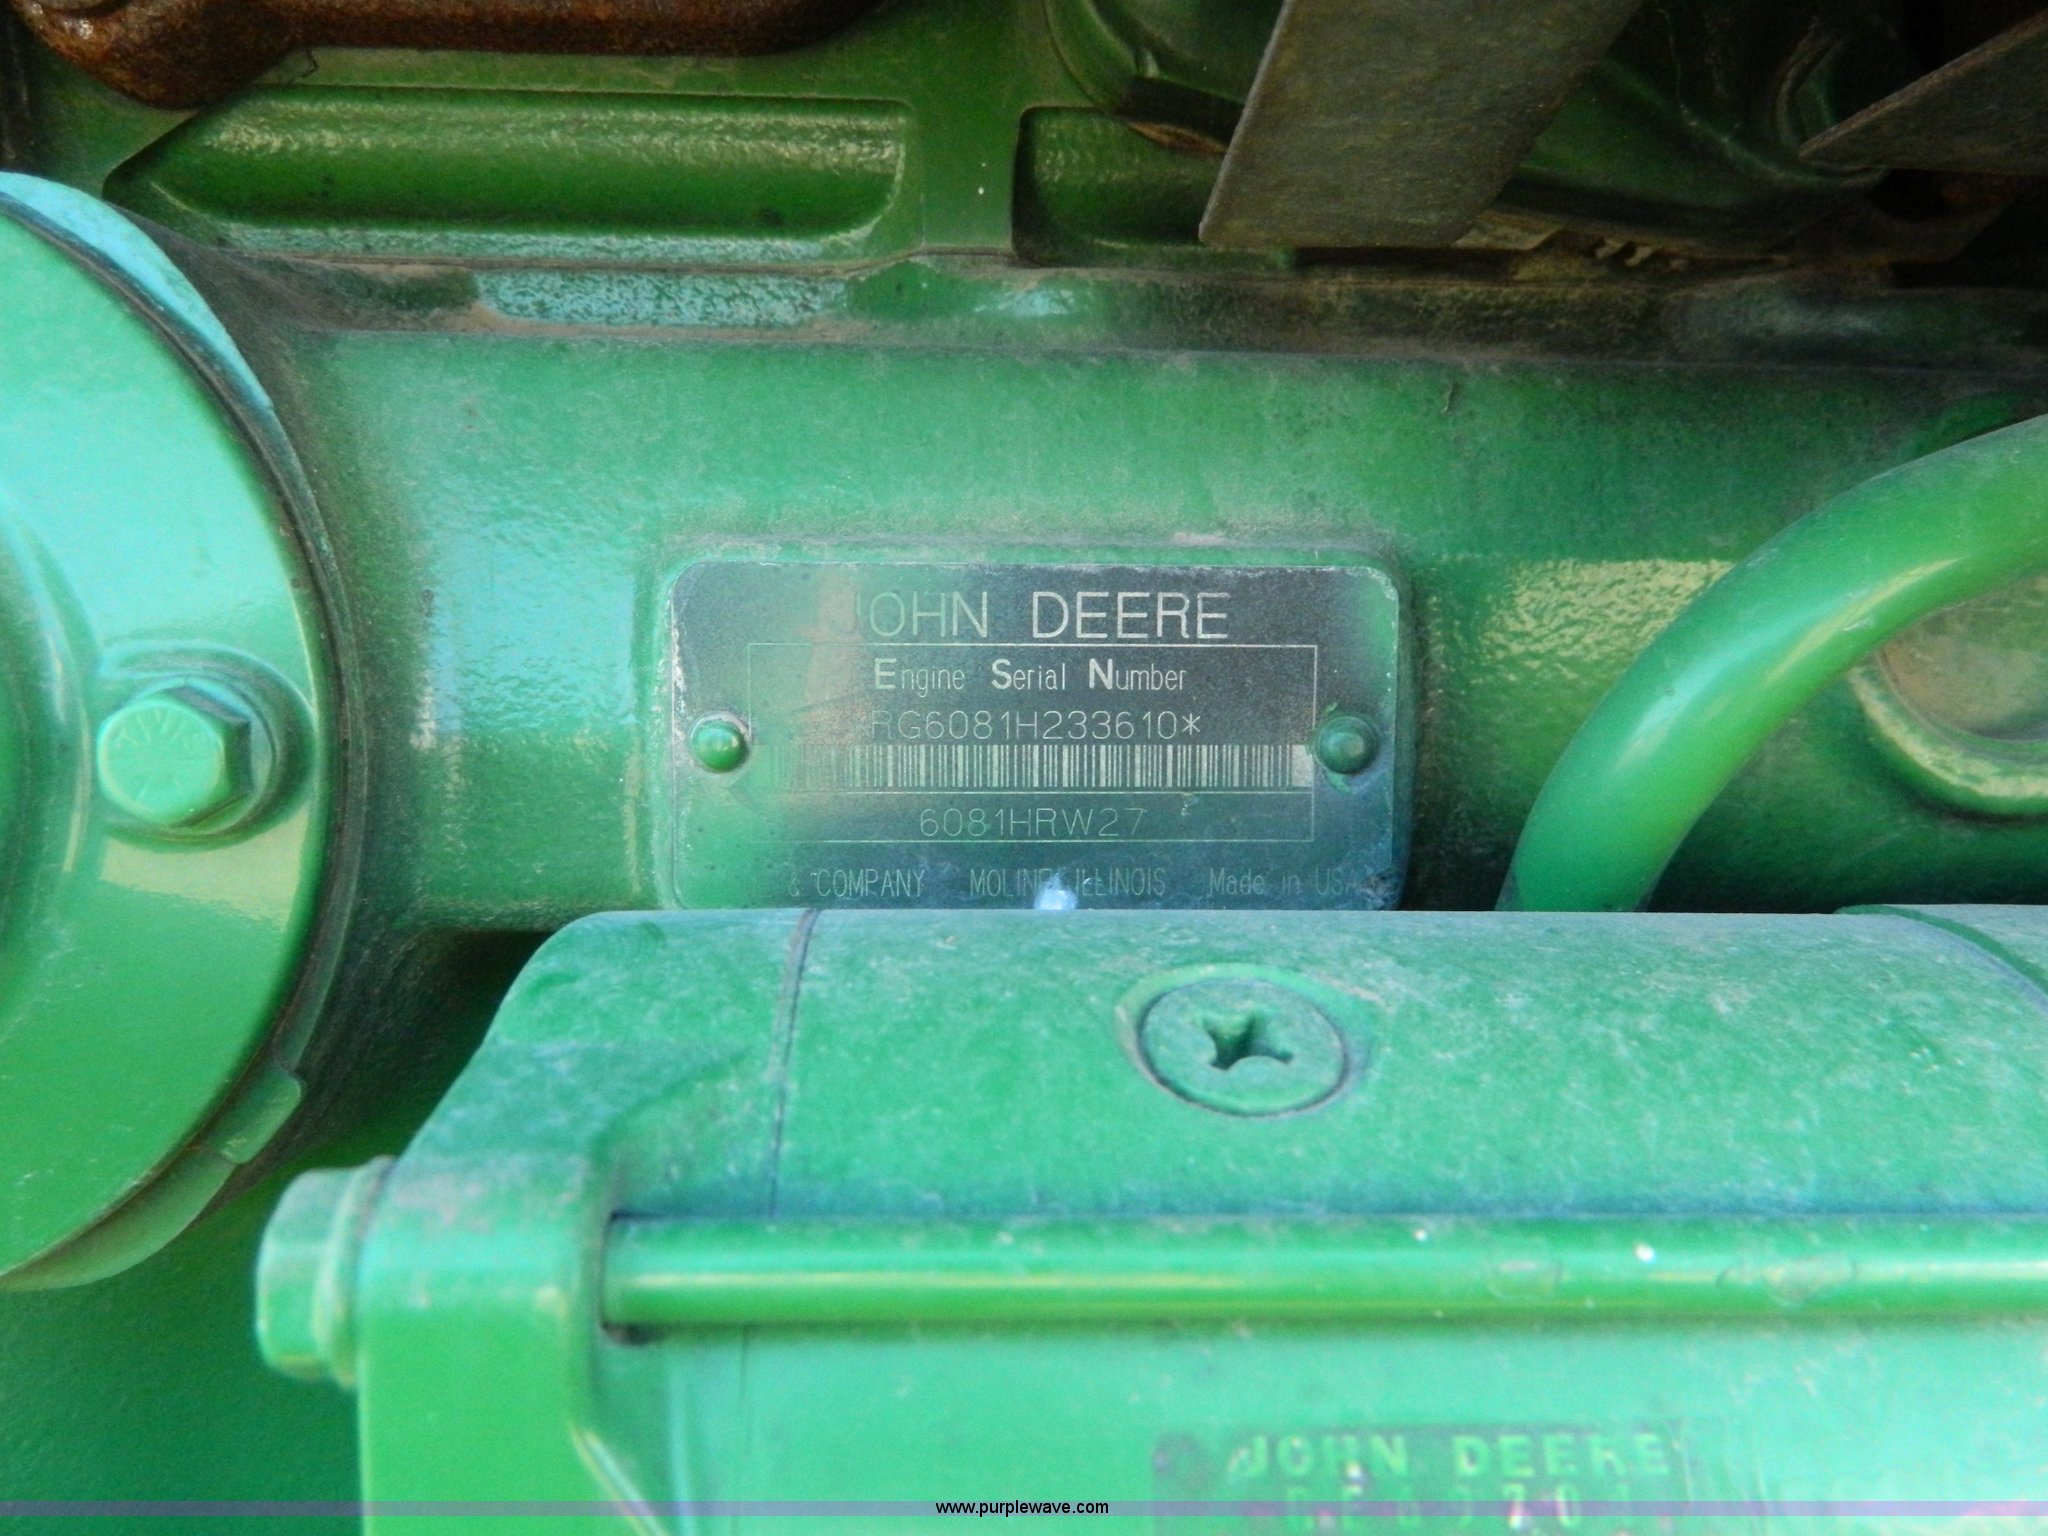 JOHN DEERE
Engine Serial Number
RG6081H233610*
6081HRW27
& COMPANY MOLINE, ILLINOIS Made in USA
JOHN DEERE
www.purplewave.com